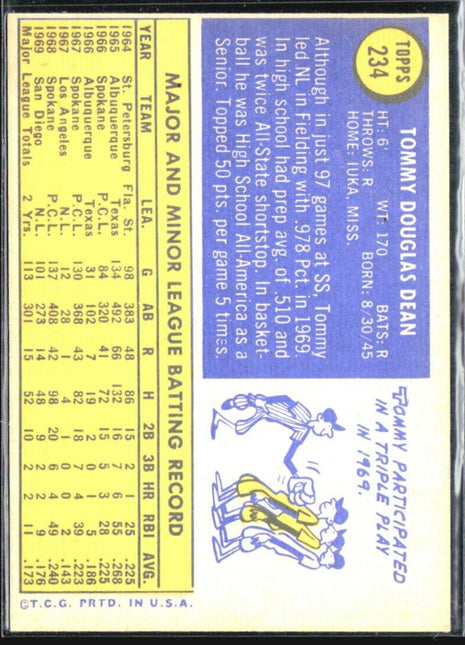 TOPPS
234
TOMMY DOUGLAS DEAN
HT: 6' WT: 170 BATS: R
THROWS: R BORN: 8/30/45
HOME: IUKA, MISS.
Although in just 97 games at SS, Tommy
led NL in Fielding with .978 Pct. in 1969.
In high school had prep avg. of .510 and
was twice All-State shortstop. In basket-
ball he was High School All-America as a
Senior. Topped 50 pts. per game 5 times.
TOMMY PARTICIPATED
IN A TRIPLE PLAY
IN 1969.
MAJOR AND MINOR LEAGUE BATTING RECORD
YEAR TEAM LEA. G AB R H 2B 3B HR RBI AVG.
1964 St. Petersburg Fla. St. 98 383 48 86 15 2 1 25 .225
1965 Albuquerque Texas 134 492 66 132 55 .268
1966 Spokane P.C.L. 84 320 41 72 15 5 3 28 .225
1966 Albuquerque Texas 31 102 7 19 2 0 1 5 .186
1967 Spokane P.C.L. 130 368 43 82 18 7 4 39 .223
1967 Los Angeles N.L. 12 28 1 4 1 0 0 2 .143
1968 Spokane P.C.L. 137 408 42 98 20 6 4 49 .240
1969 San Diego N.L. 101 273 14 48 9 2 2 9 .176
Major League Totals 2 Yrs. 113 301 15 52 10 2 2 11 .173
©T.C.G. PRTD. IN U.S.A.